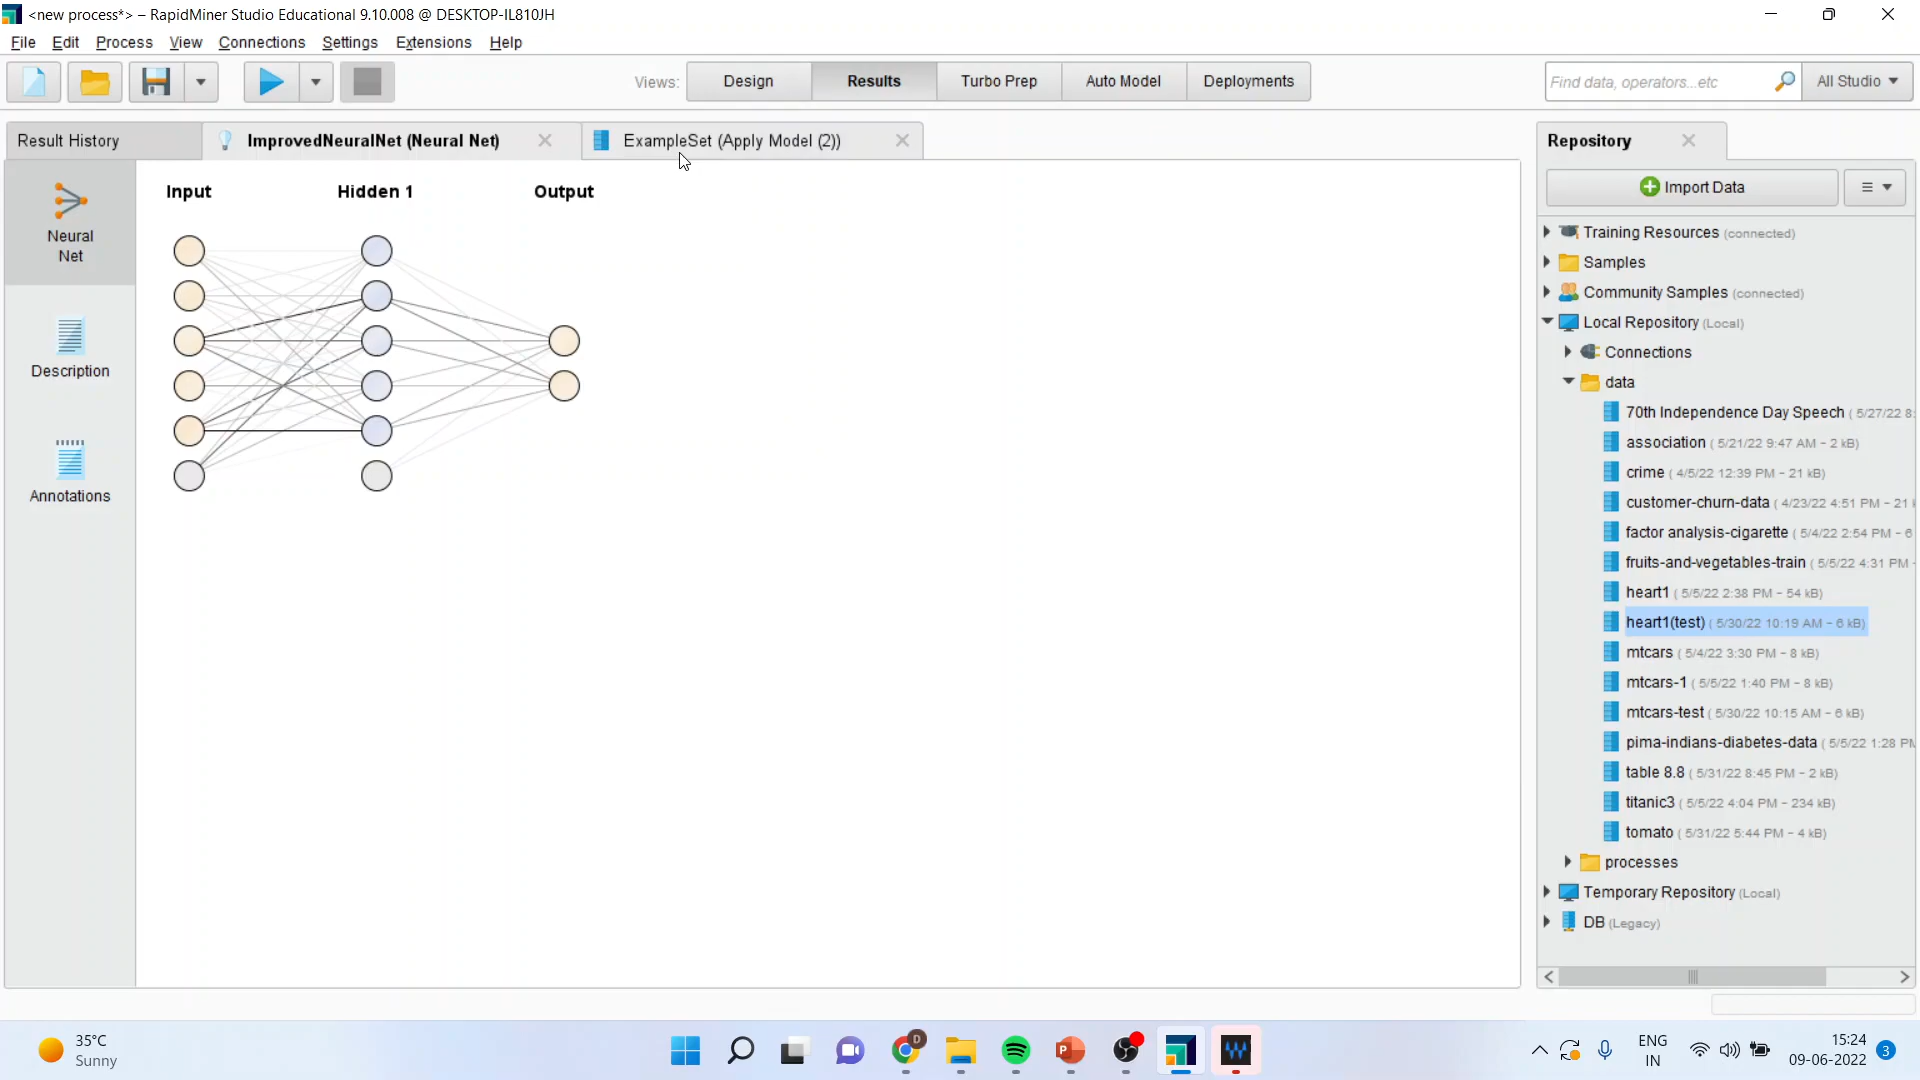 <new process*> – RapidMiner Studio Educational 9.10.008 @ DESKTOP-IL810JH
File Edit Process View Connections Settings Extensions Help
Views: Design Results Turbo Prep Auto Model Deployments
Find data, operators...etc
All Studio
Result History
ImprovedNeuralNet (Neural Net)
ExampleSet (Apply Model (2))
Repository
Input Hidden 1 Output
Import Data
Neural
Net
Description
Annotations
Training Resources (connected)
Samples
Community Samples (connected)
Local Repository (Local)
Connections
data
70th Independence Day Speech ( 5/27/22 8:
association ( 5/21/22 9:47 AM – 2 kB)
crime ( 4/5/22 12:39 PM – 21 kB)
customer-churn-data ( 4/23/22 4:51 PM – 21
factor analysis-cigarette ( 5/4/22 2:54 PM – 6
fruits-and-vegetables-train ( 5/5/22 4:31 PM
heart1 ( 5/5/22 2:38 PM – 54 kB)
heart1(test) ( 5/30/22 10:19 AM – 6 kB)
mtcars ( 5/4/22 3:30 PM – 8 kB)
mtcars-1 ( 5/5/22 1:40 PM – 8 kB)
mtcars-test ( 5/30/22 10:15 AM – 6 kB)
pima-indians-diabetes-data ( 5/5/22 1:28 PM
table 8.8 ( 5/31/22 8:45 PM – 2 kB)
titanic3 ( 5/5/22 4:04 PM – 234 kB)
tomato ( 5/31/22 5:44 PM – 4 kB)
processes
Temporary Repository (Local)
DB (Legacy)
35°C
Sunny
D
ENG
IN
15:24
09-06-2022
3